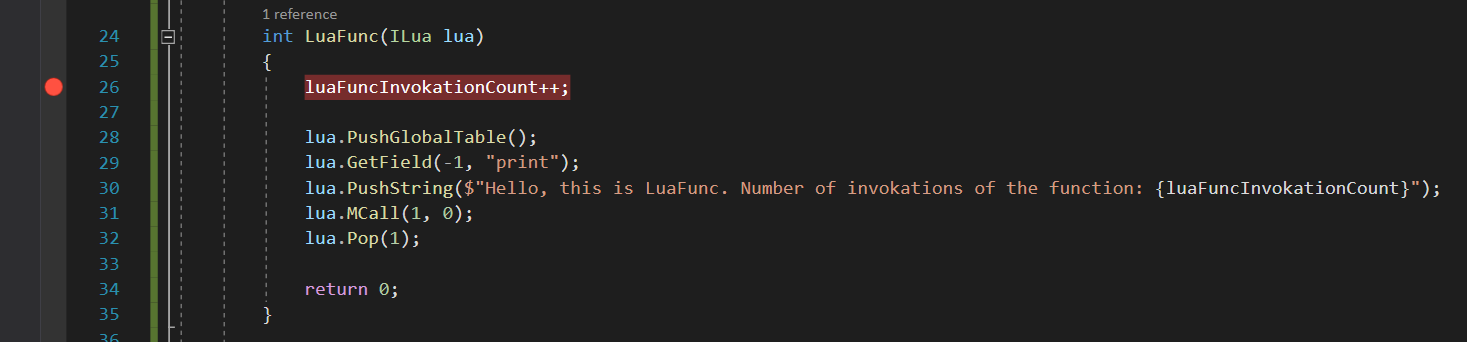 1 reference
24 int LuaFunc(ILua lua)
25 {
26 luaFuncInvokationCount++;
27
28 lua.PushGlobalTable();
29 lua.GetField(-1, "print");
30 lua.PushString($"Hello, this is LuaFunc. Number of invokations of the function: {luaFuncInvokationCount}");
31 lua.MCall(1, 0);
32 lua.Pop(1);
33
34 return 0;
35 }
36